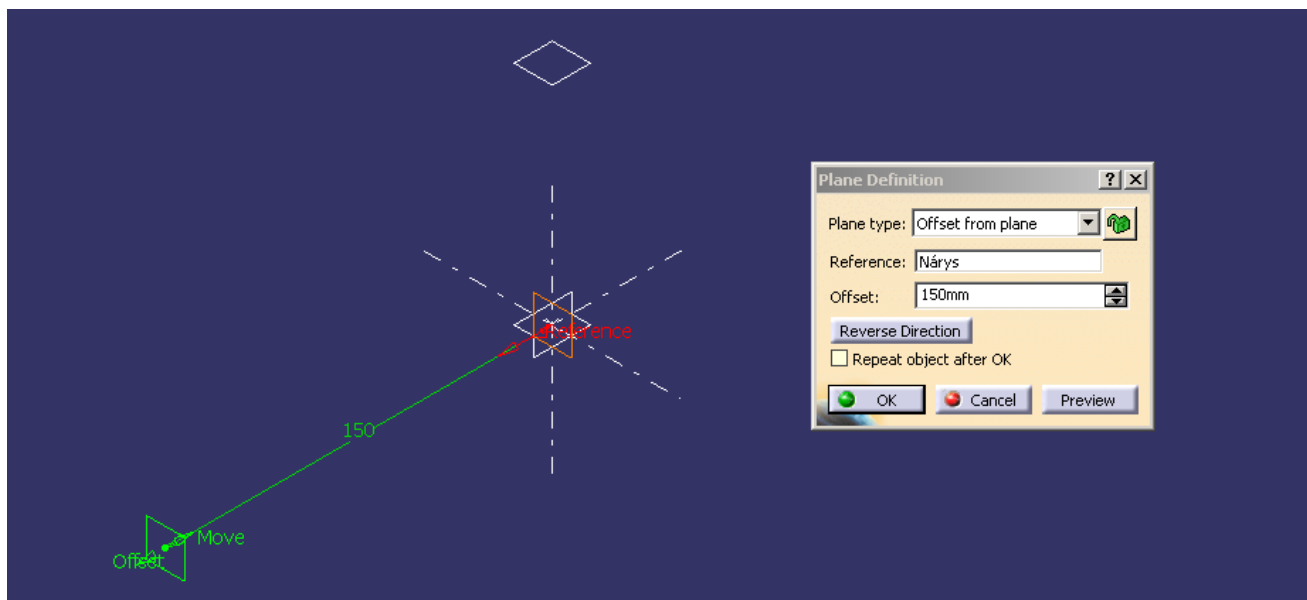 Plane Definition
Plane type: Offset from plane
Reference: Nárys
Offset: 150mm
Reverse Direction
Repeat object after OK
OK Cancel Preview
Reference
150
Move
Offset